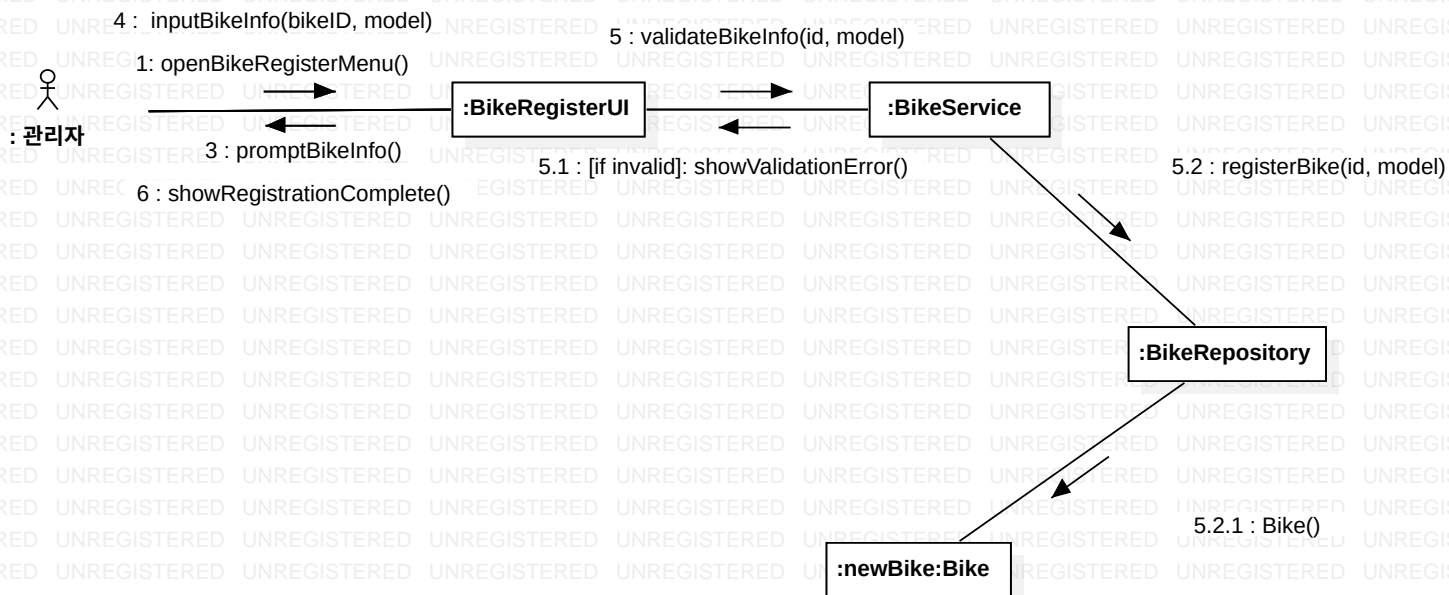 4 : inputBikeInfo(bikeID, model)
5 : validateBikeInfo(id, model)
1: openBikeRegisterMenu()
:BikeRegisterUI
:BikeService
: 관리자
3 : promptBikeInfo()
5.1 : [if invalid]: showValidationError()
5.2 : registerBike(id, model)
6 : showRegistrationComplete()
:BikeRepository
5.2.1 : Bike()
:newBike:Bike
UNREGISTERED